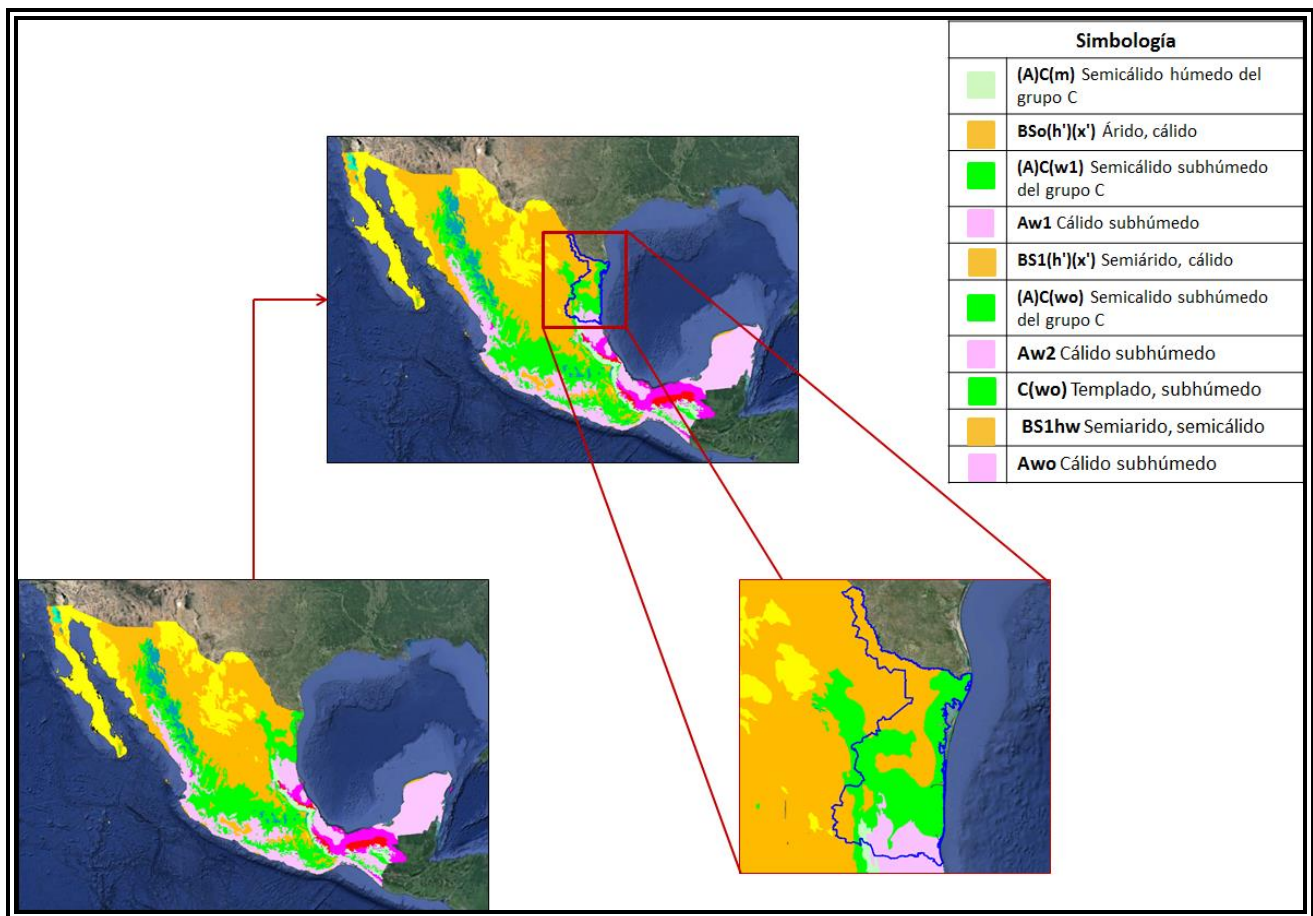 Simbología
(A)C(m) Semicálido húmedo del
grupo C
BSo(h')(x') Árido, cálido
(A)C(w1) Semicálido subhúmedo
del grupo C
Aw1 Cálido subhúmedo
BS1(h')(x') Semiárido, cálido
(A)C(wo) Semicalido subhúmedo
del grupo C
Aw2 Cálido subhúmedo
C(wo) Templado, subhúmedo
BS1hw Semiarido, semicálido
Awo Cálido subhúmedo